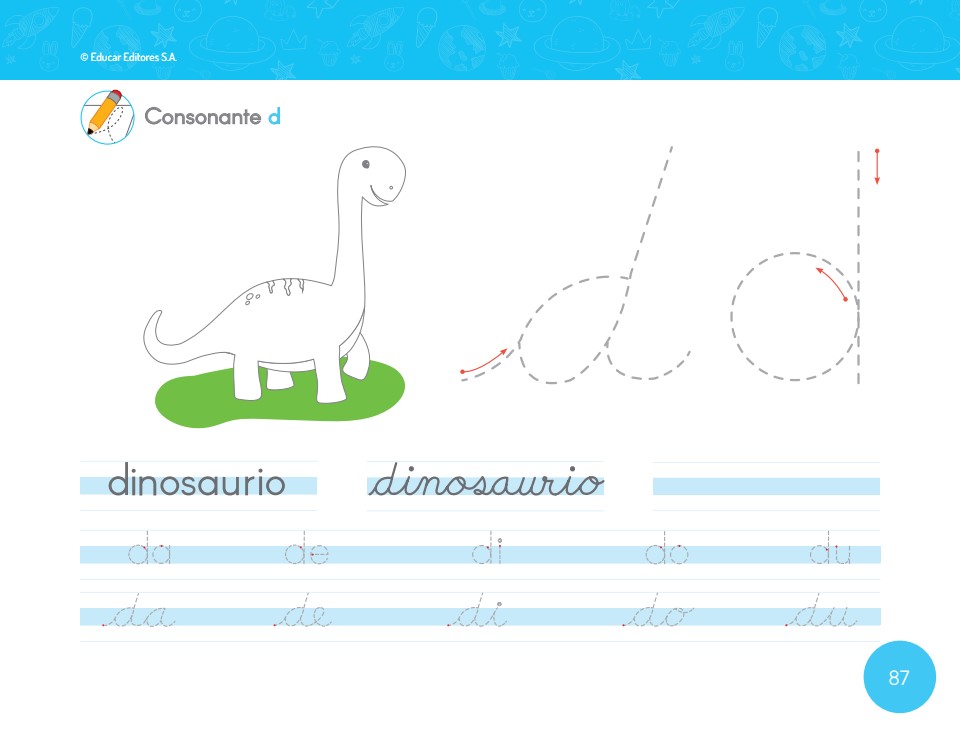 © Educar Editores S.A.
Consonante d
d d
dinosaurio dinosaurio
da de di do du
da de di do du
87